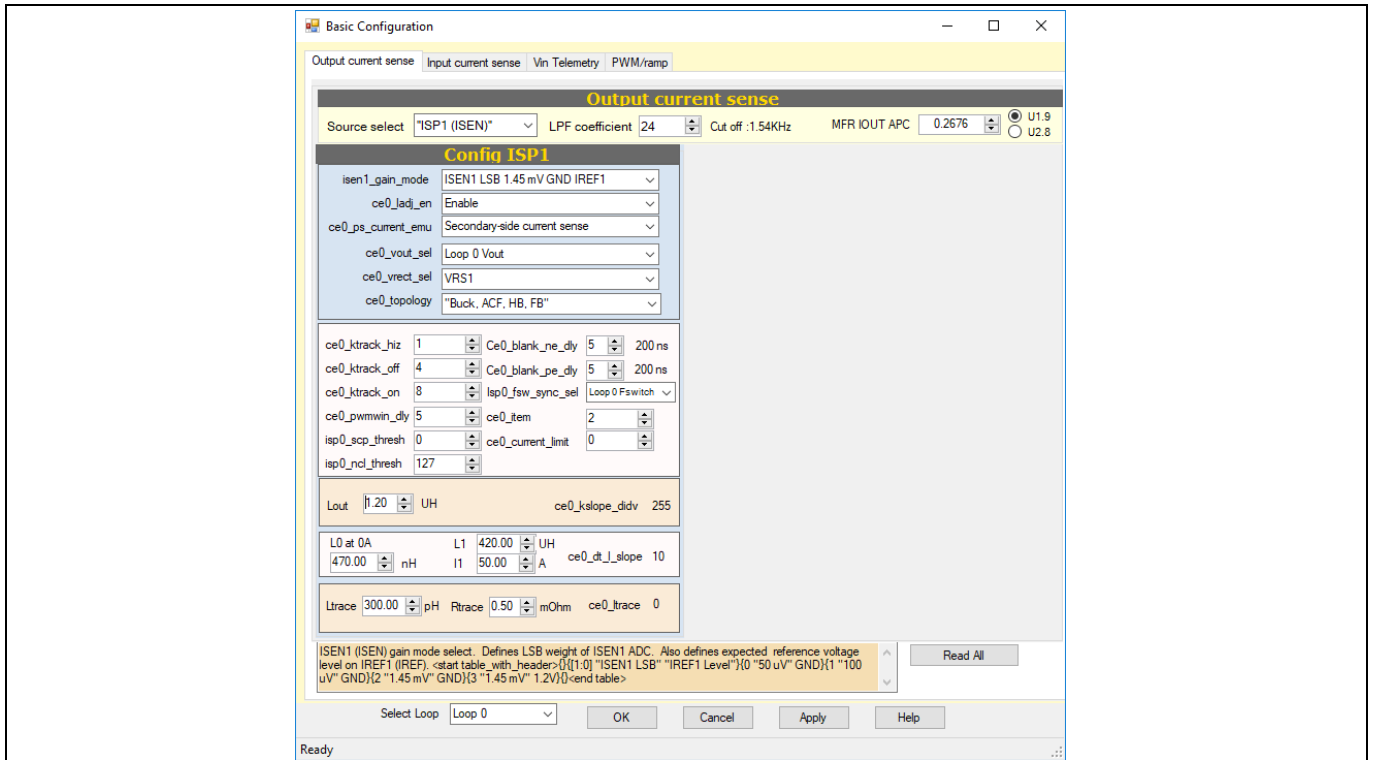 Basic Configuration
Output current sense Input current sense Vin Telemetry PWM/ramp
Output current sense
Source select "ISP1 (ISEN)" LPF coefficient 24 Cut off :1.54KHz MFR IOUT APC 0.2676 U1.9
U2.8
Config ISP1
isen1_gain_mode ISEN1 LSB 1.45 mV GND IREF1
ce0_ladj_en Enable
ce0_ps_current_emu Secondary-side current sense
ce0_vout_sel Loop 0 Vout
ce0_vrect_sel VRS1
ce0_topology "Buck, ACF, HB, FB"
ce0_ktrack_hiz 1 Ce0_blank_ne_dly 5 200 ns
ce0_ktrack_off 4 Ce0_blank_pe_dly 5 200 ns
ce0_ktrack_on 8 Isp0_fsw_sync_sel Loop 0 Fswitch
ce0_pwmwin_dly 5 ce0_item 2
isp0_scp_thresh 0 ce0_current_limit 0
isp0_ncl_thresh 127
Lout 1.20 UH ce0_kslope_didv 255
L0 at 0A L1 420.00 UH
470.00 nH I1 50.00 A ce0_dt_l_slope 10
Ltrace 300.00 pH Rtrace 0.50 mOhm ce0_ltrace 0
ISEN1 (ISEN) gain mode select. Defines LSB weight of ISEN1 ADC. Also defines expected reference voltage
level on IREF1 (IREF). <start table_with_header>{}{[1:0] "ISEN1 LSB" "IREF1 Level"}{0 "50 uV" GND}{1 "100
uV" GND}{2 "1.45 mV" GND}{3 "1.45 mV" 1.2V}{}<end table>
Read All
Select Loop Loop 0 OK Cancel Apply Help
Ready